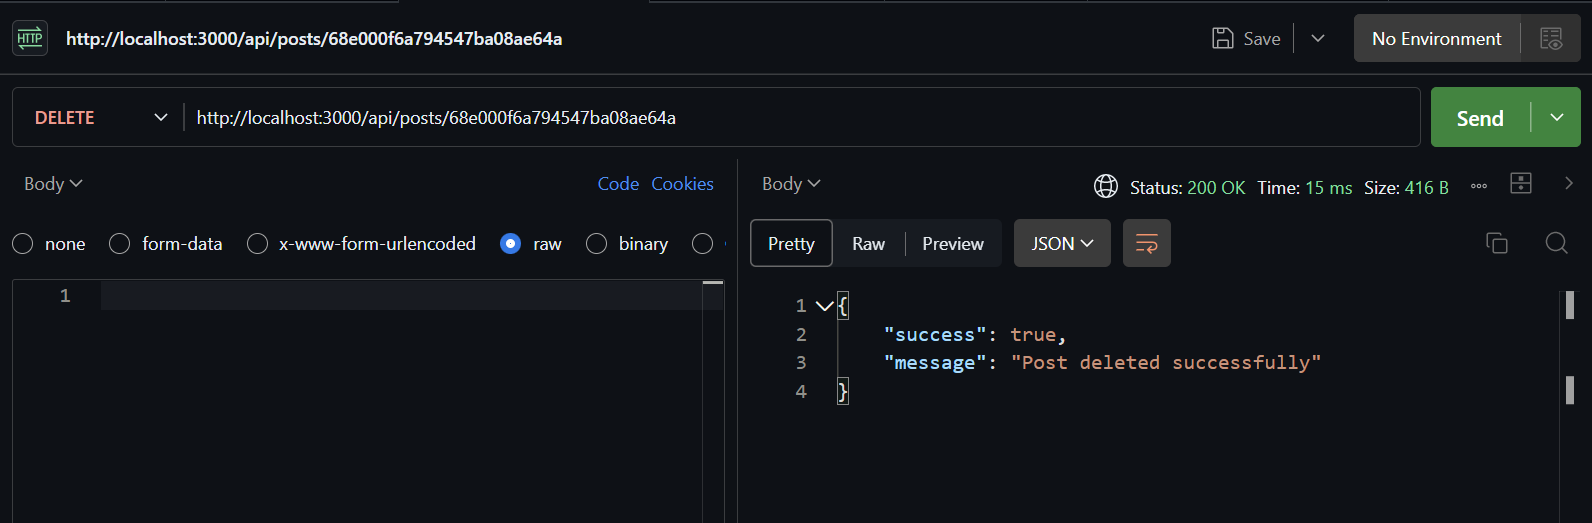 HTTP http://localhost:3000/api/posts/68e000f6a794547ba08ae64a Save No Environment
DELETE http://localhost:3000/api/posts/68e000f6a794547ba08ae64a Send
Body Code Cookies
none form-data x-www-form-urlencoded raw binary
1
Body Status: 200 OK Time: 15 ms Size: 416 B
Pretty Raw Preview JSON
1 {
2 "success": true,
3 "message": "Post deleted successfully"
4 }